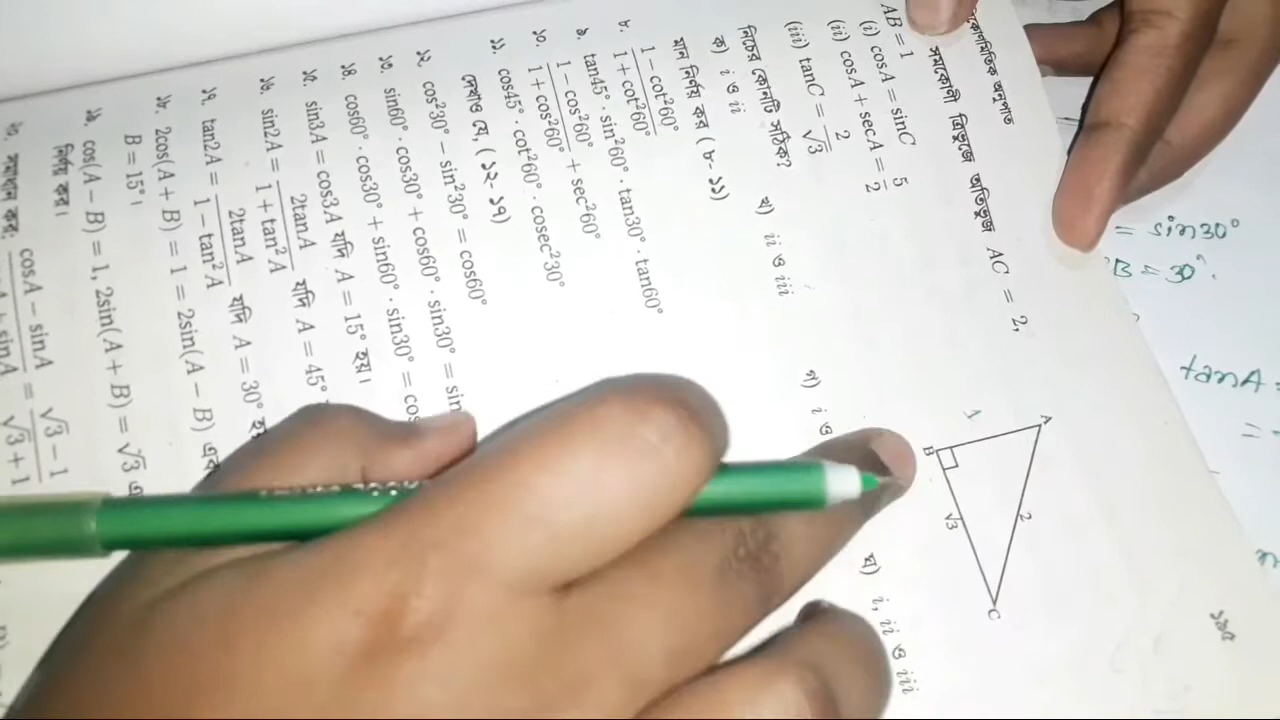 ত্রিকোণমিতিক অনুপাত
১৯৫
সমকোণী ত্রিভুজে অতিভুজ AC = 2,
AB = 1
(i) cosA = sinC
(ii) cosA + secA = 5/2
(iii) tanC = 2/√3
A
B
C
1
2
√3
নিচের কোনটি সঠিক?
ক) i ও ii
খ) ii ও iii
গ) i ও
ঘ) i, ii ও iii
মান নির্ণয় কর ( ৮- ১১)
৮. (1 − cot²60°)/(1 + cot²60°)
৯. tan45° · sin²60° · tan30° · tan60°
১০. (1 − cos²60°)/(1 + cos²60°) + sec²60°
১১. cos45° · cot²60° · cosec²30°
দেখাও যে, ( ১২- ১৭)
১২. cos²30° − sin²30° = cos60°
১৩. sin60° · cos30° + cos60° · sin30° = sin
১৪. cos60° · cos30° + sin60° · sin30° = cos
১৫. sin3A = cos3A যদি A = 15° হয়।
১৬. sin2A = 2tanA/(1 + tan²A) যদি A = 45°
১৭. tan2A = 2tanA/(1 − tan²A) যদি A = 30° হ
১৮. 2cos(A + B) = 1 = 2sin(A − B)
B = 15°।
১৯. cos(A − B) = 1, 2sin(A + B) = √3
নির্ণয় কর।
২০. সমাধান কর: (cosA − sinA)/(sinA) = (√3 − 1)/(√3 + 1)
= sin30°
B = 30°
tanA =